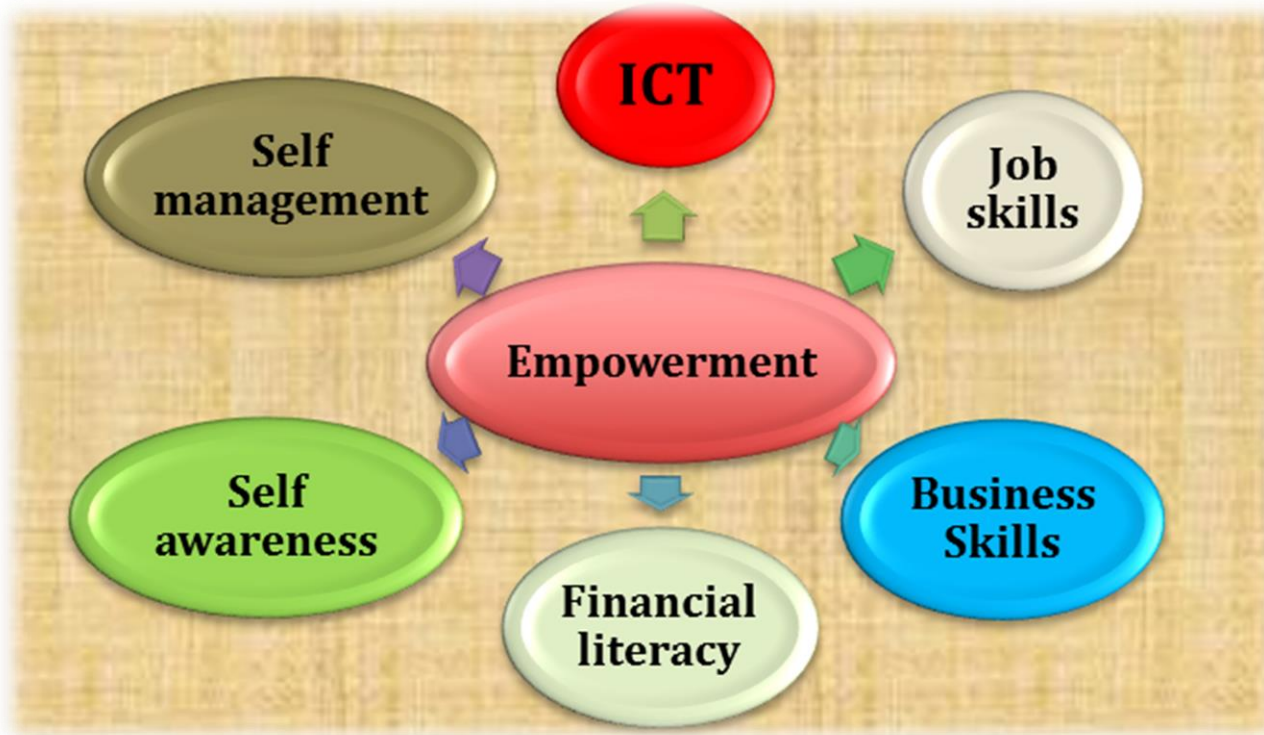 ICT
Self
management
Job
skills
Empowerment
Self
awareness
Business
Skills
Financial
literacy